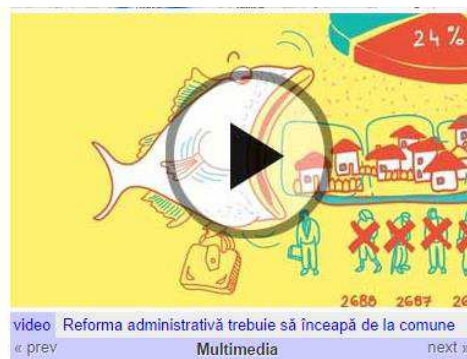 24%
2688 2687
video Reforma administrativă trebuie să înceapă de la comune
« prev Multimedia next »